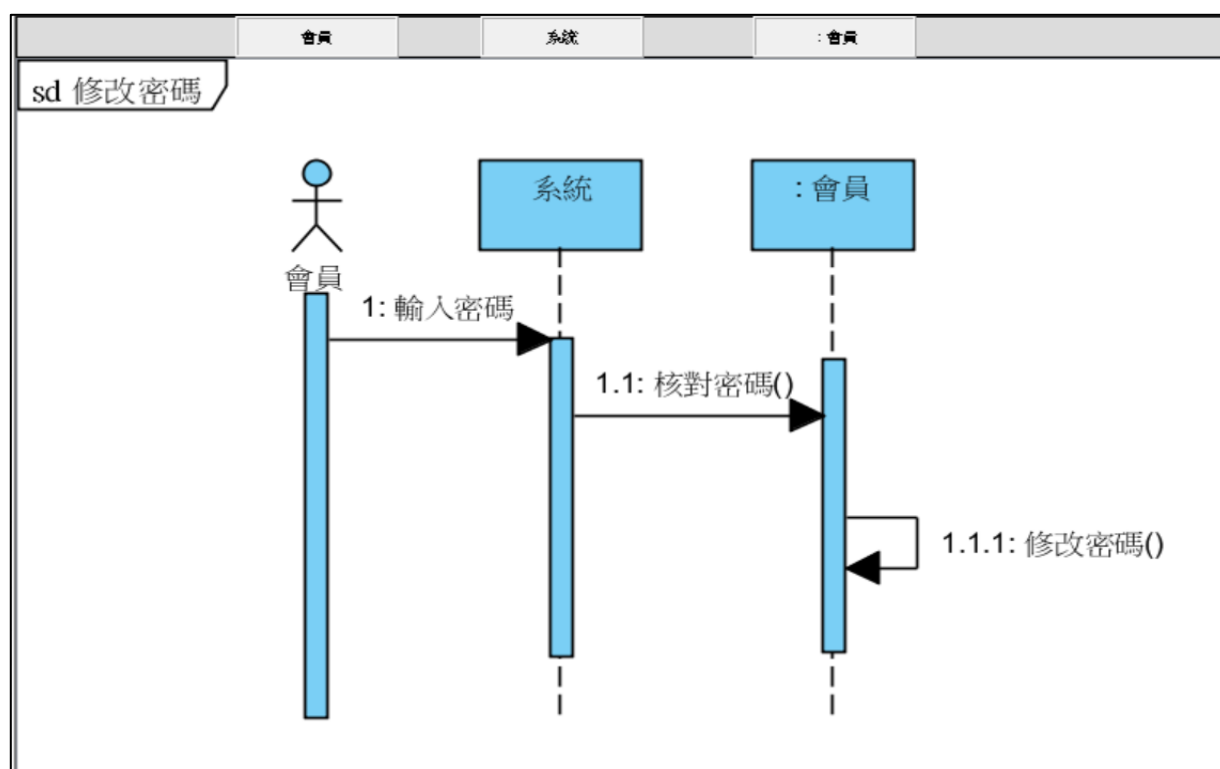 會員 系統 : 會員
sd 修改密碼
系統 : 會員
會員
1: 輸入密碼
1.1: 核對密碼()
1.1.1: 修改密碼()